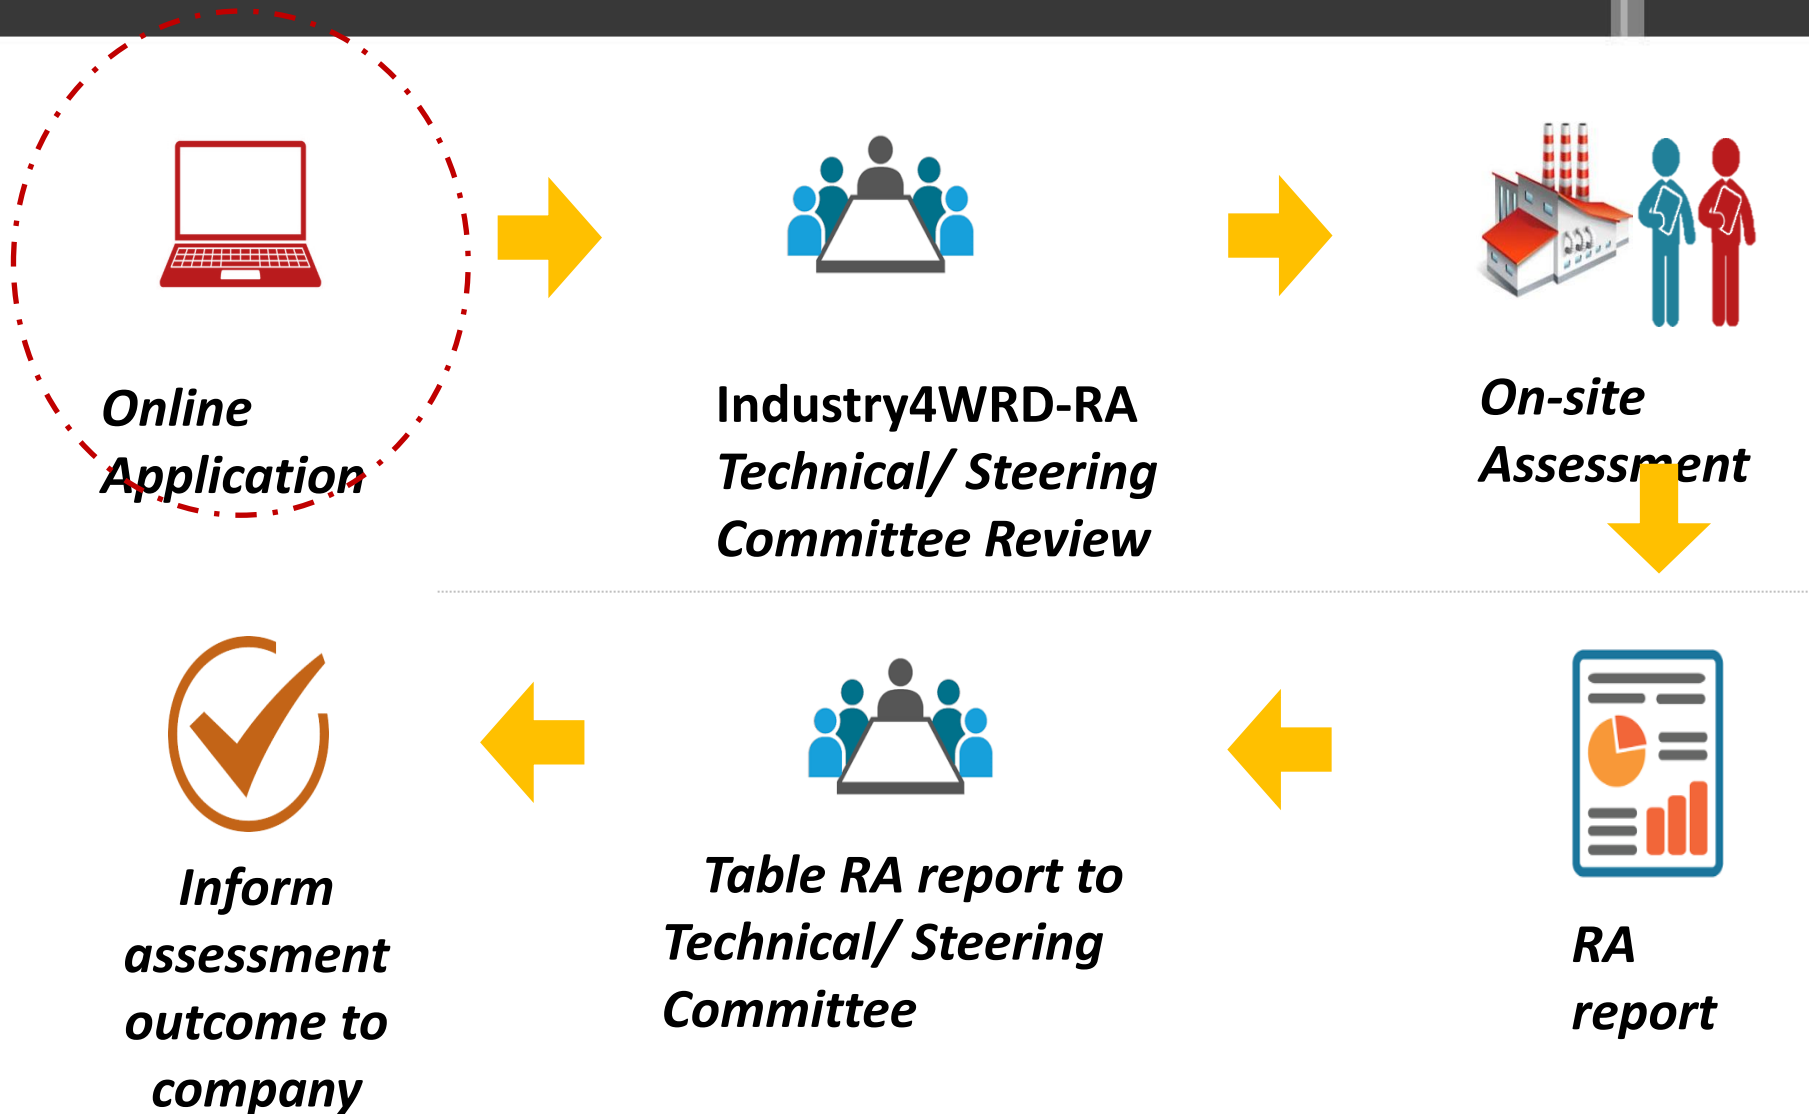 Online
Application
Industry4WRD-RA
Technical/ Steering
Committee Review
On-site
Assessment
Inform
assessment
outcome to
company
Table RA report to
Technical/ Steering
Committee
RA
report